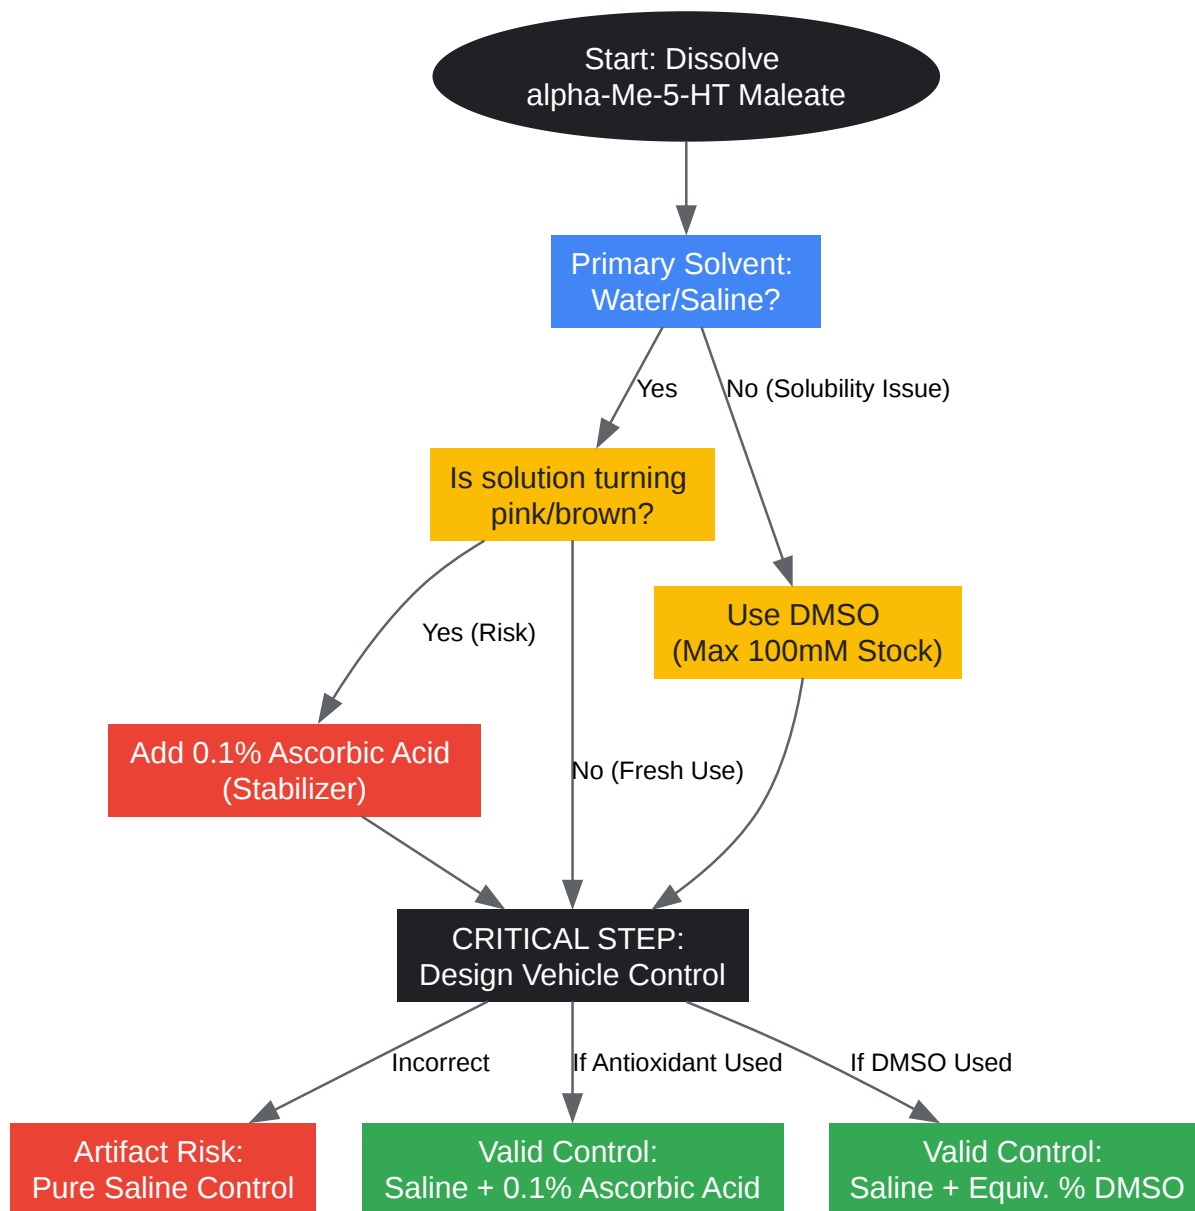 Start: Dissolve
alpha-Me-5-HT Maleate
Primary Solvent:
Water/Saline?
Yes
No (Solubility Issue)
Is solution turning
pink/brown?
Use DMSO
(Max 100mM Stock)
Yes (Risk)
Add 0.1% Ascorbic Acid
(Stabilizer)
No (Fresh Use)
CRITICAL STEP:
Design Vehicle Control
Incorrect
If Antioxidant Used
If DMSO Used
Artifact Risk:
Pure Saline Control
Valid Control:
Saline + 0.1% Ascorbic Acid
Valid Control:
Saline + Equiv. % DMSO